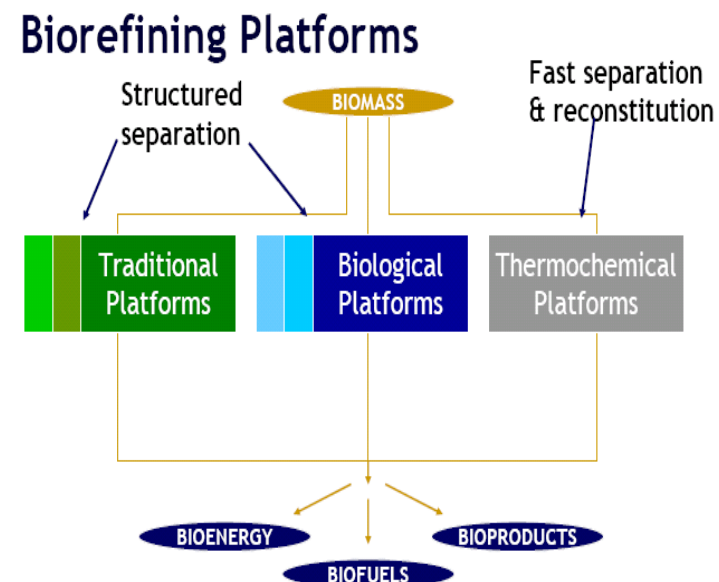 Biorefining Platforms
Structured
separation
BIOMASS
Fast separation
& reconstitution
Traditional
Platforms
Biological
Platforms
Thermochemical
Platforms
BIOENERGY
BIOPRODUCTS
BIOFUELS